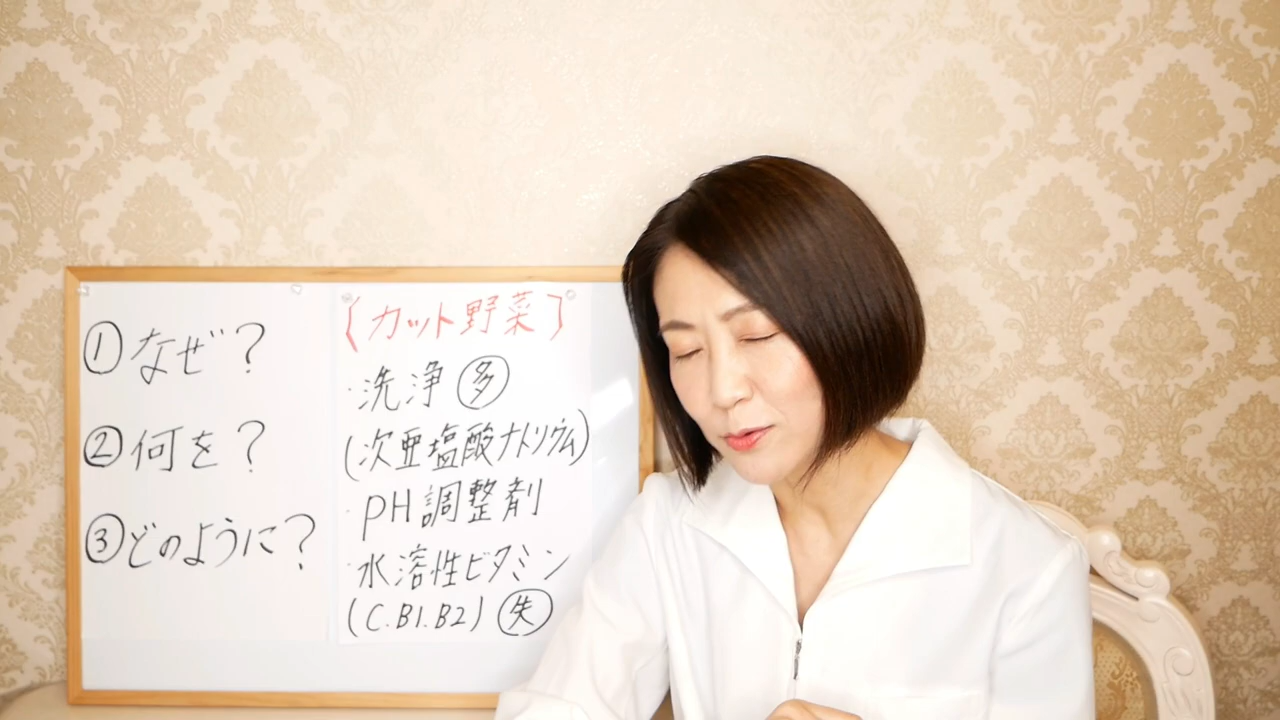 ① なぜ?
② 何を?
③ どのように?
〔カット野菜〕
・洗浄 多
(次亜塩酸ナトリウム)
・PH調整剤
・水溶性ビタミン
(C.B1.B2) 失